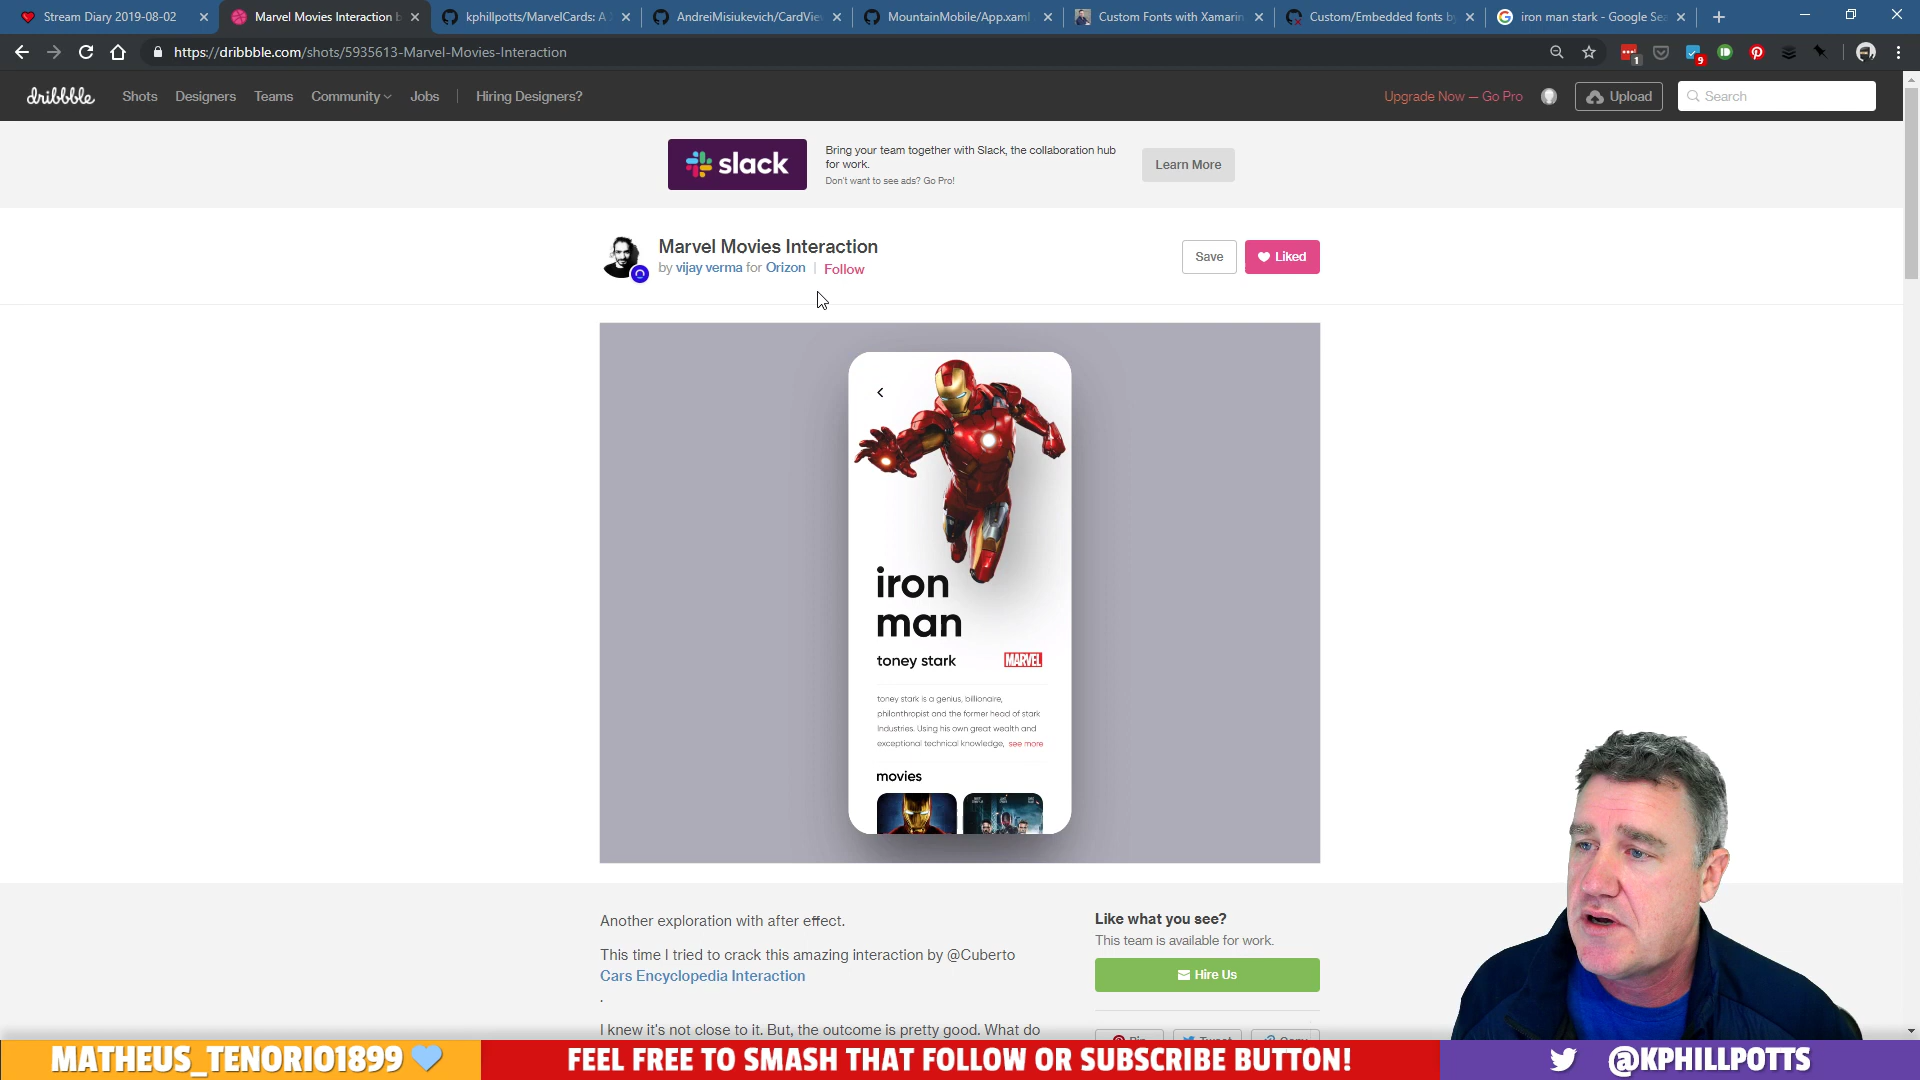 Stream Diary 2019-08-02
Marvel Movies Interaction b
kphillpotts/MarvelCards: A X
AndreiMisiukevich/CardVie
MountainMobile/App.xaml
Custom Fonts with Xamarin
Custom/Embedded fonts by
iron man stark - Google Sea
https://dribbble.com/shots/5935613-Marvel-Movies-Interaction
1
9
dribbble
Shots
Designers
Teams
Community
Jobs
Hiring Designers?
Upgrade Now — Go Pro
Upload
Search
slack
Bring your team together with Slack, the collaboration hub
for work.
Don't want to see ads? Go Pro!
Learn More
Marvel Movies Interaction
by vijay verma for Orizon
Follow
Save
Liked
iron
man
toney stark
MARVEL
toney stark is a genius, billionaire,
philonthropist and the former head of stark
Industries. Using his own great wealth and
exceptional technical knowledge, see more
movies
Another exploration with after effect.
This time I tried to crack this amazing interaction by @Cuberto
Cars Encyclopedia Interaction
.
I knew it's not close to it. But, the outcome is pretty good. What do
Like what you see?
This team is available for work.
Hire Us
Pin
Tweet
Copy
MATHEUS_TENORIO1899
FEEL FREE TO SMASH THAT FOLLOW OR SUBSCRIBE BUTTON!
@KPHILLPOTTS